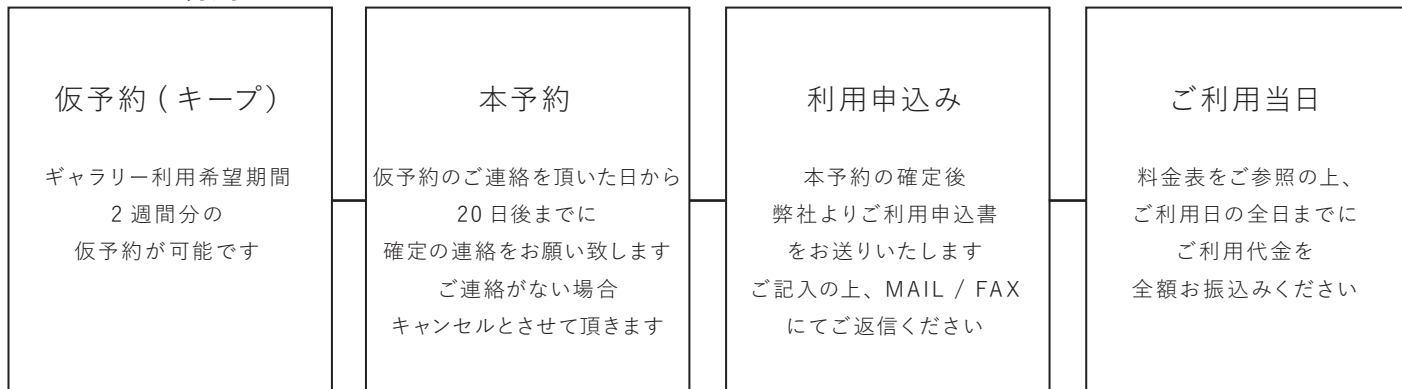 仮予約 ( キープ )
ギャラリー利用希望期間
2 週間分の
仮予約が可能です
本予約
仮予約のご連絡を頂いた日から
20 日後までに
確定の連絡をお願い致します
ご連絡がない場合
キャンセルとさせて頂きます
利用申込み
本予約の確定後
弊社よりご利用申込書
をお送りいたします
ご記入の上、MAIL / FAX
にてご返信ください
ご利用当日
料金表をご参照の上、
ご利用日の全日までに
ご利用代金を
全額お振込みください